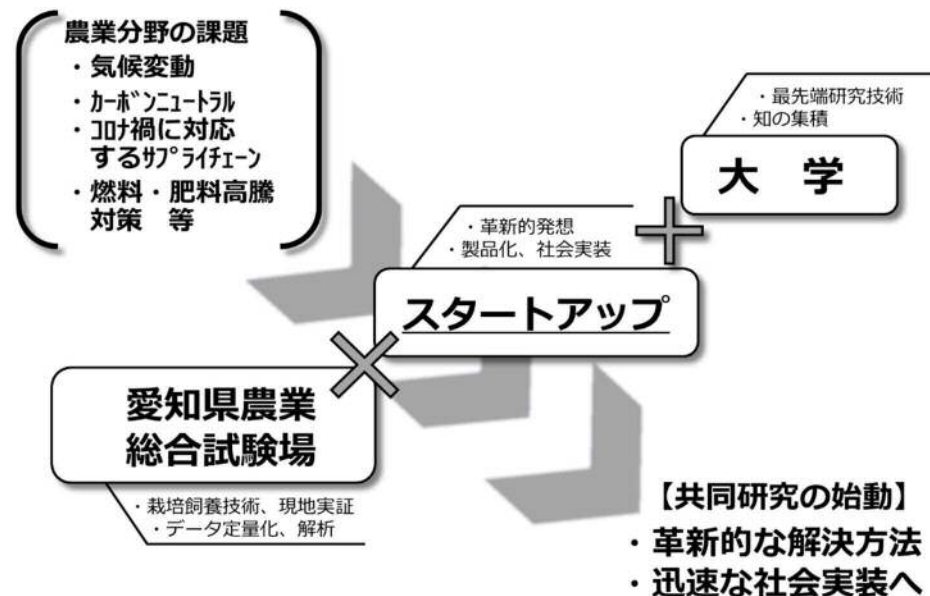 農業分野の課題
・気候変動
・ｶｰﾎﾞﾝﾆｭｰﾄﾗﾙ
・ｺﾛﾅ禍に対応
するｻﾌﾟﾗｲﾁｪｰﾝ
・燃料・肥料高騰
対策　等
・最先端研究技術
・知の集積
大　学
・革新的発想
・製品化、社会実装
スタートアップ
愛知県農業
総合試験場
・栽培飼養技術、現地実証
・データ定量化、解析
【共同研究の始動】
・革新的な解決方法
・迅速な社会実装へ